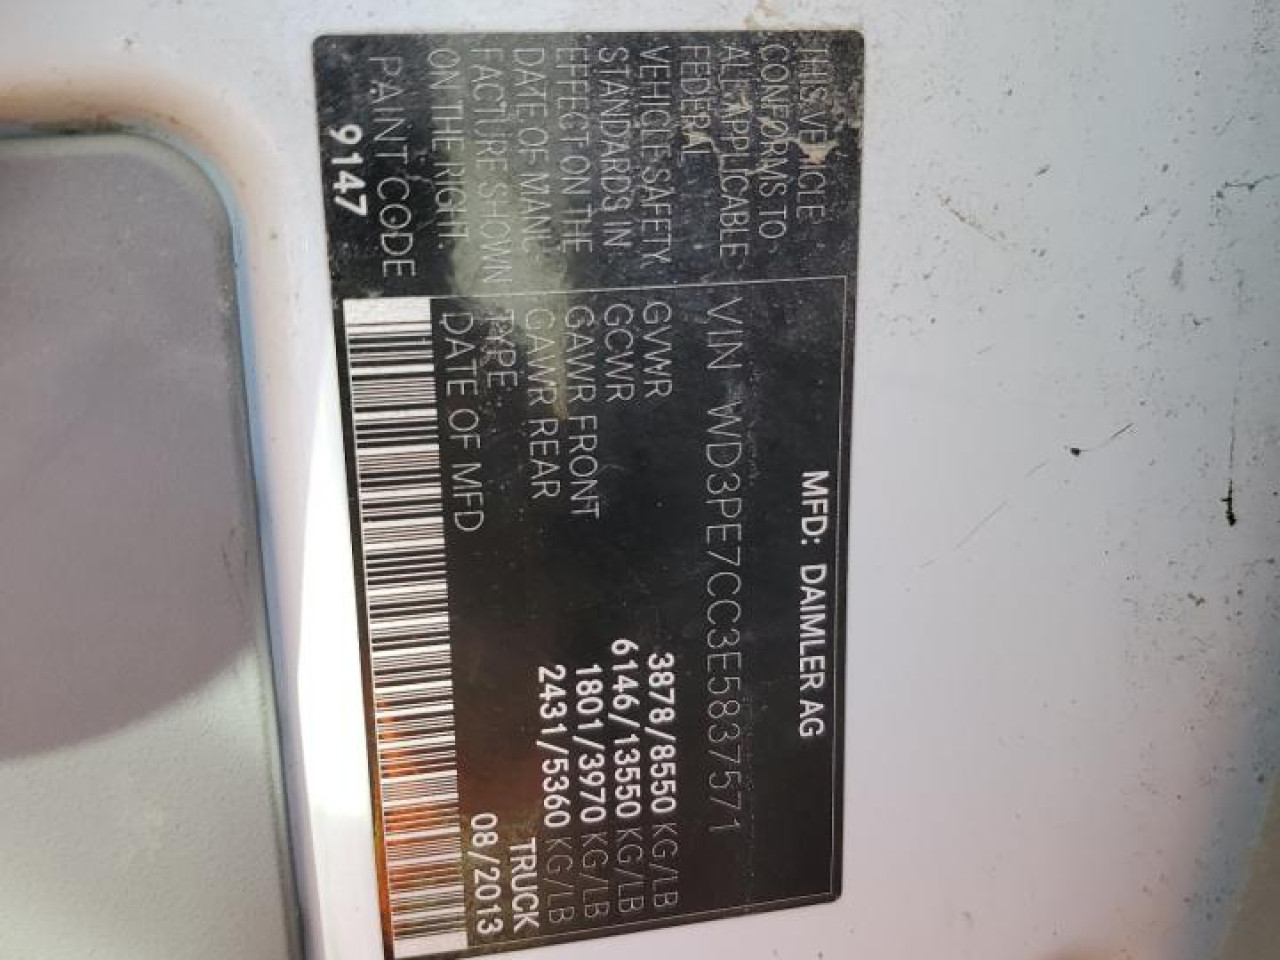 MFD: DAIMLER AG
THIS VEHICLE
CONFORMS TO
ALL APPLICABLE
FEDERAL
VEHICLE SAFETY
STANDARDS IN
EFFECT ON THE
DATE OF MANU
FACTURE SHOWN
ON THE RIGHT.
PAINT CODE
9147
VIN WD3PE7CC3E5837571
GVWR 3878/8550 KG/LB
GCWR 6146/13550 KG/LB
GAWR FRONT 1801/3970 KG/LB
GAWR REAR 2431/5360 KG/LB
TYPE TRUCK
DATE OF MFD 08/2013